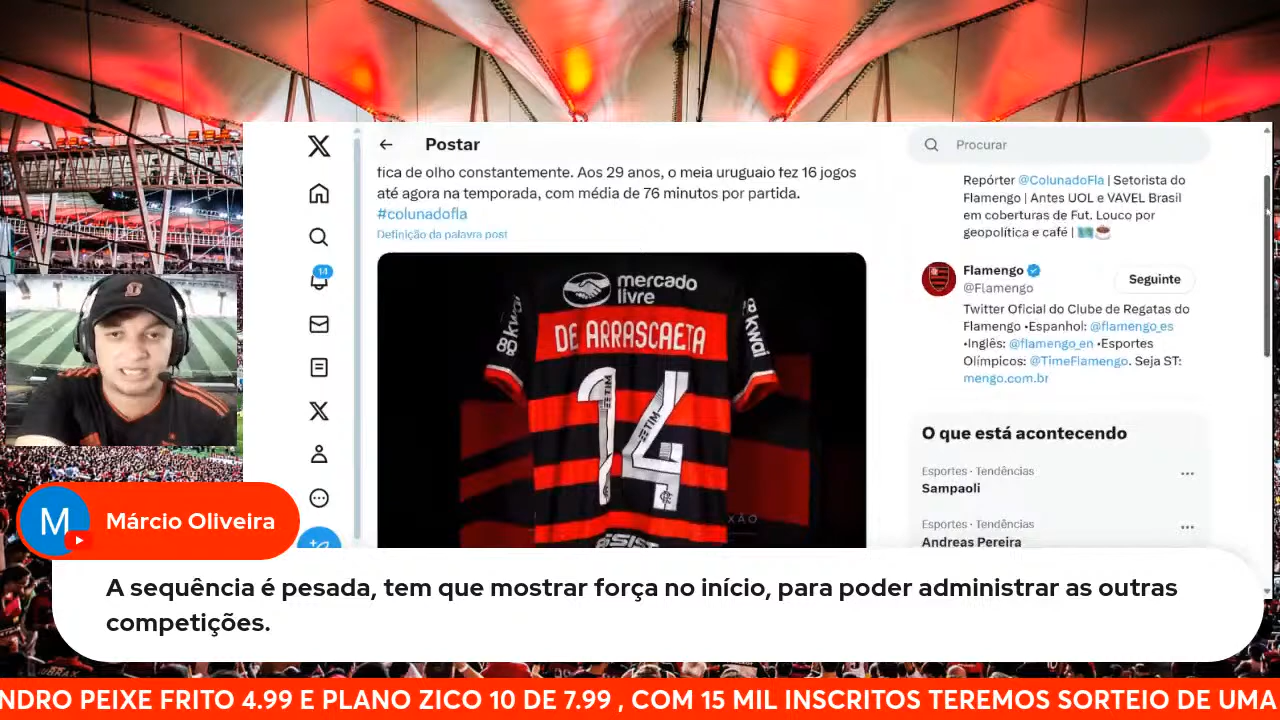 Postar
fica de olho constantemente. Aos 29 anos, o meia uruguaio fez 16 jogos
até agora na temporada, com média de 76 minutos por partida.
#colunadofla
Definição da palavra post
14
mercado
livre
kwai
kwai
DE ARRASCAETA
14
TIM
TIM
ASSIST
Procurar
Repórter @ColunadoFla | Setorista do
Flamengo | Antes UOL e VAVEL Brasil
em coberturas de Fut. Louco por
geopolítica e café |
Flamengo
@Flamengo
Seguinte
Twitter Oficial do Clube de Regatas do
Flamengo •Espanhol: @flamengo_es
•Inglês: @flamengo_en •Esportes
Olímpicos: @TimeFlamengo. Seja ST:
mengo.com.br
O que está acontecendo
Esportes · Tendências
Sampaoli
Esportes · Tendências
Andreas Pereira
M
Márcio Oliveira
A sequência é pesada, tem que mostrar força no início, para poder administrar as outras
competições.
NDRO PEIXE FRITO 4.99 E PLANO ZICO 10 DE 7.99 , COM 15 MIL INSCRITOS TEREMOS SORTEIO DE UMA